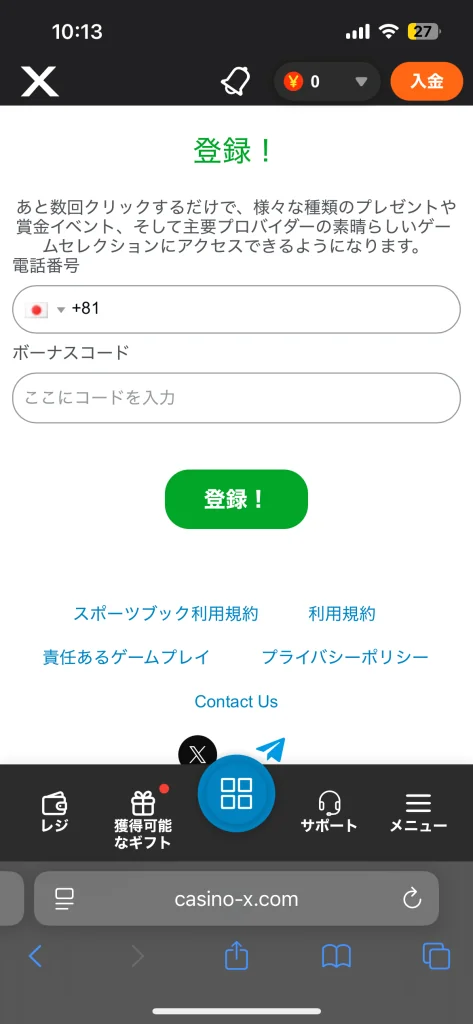 10:13
27
X
¥ 0
入金
登録！
あと数回クリックするだけで、様々な種類のプレゼントや
賞金イベント、そして主要プロバイダーの素晴らしいゲー
ムセレクションにアクセスできるようになります。
電話番号
+81
ボーナスコード
ここにコードを入力
登録！
スポーツブック利用規約
利用規約
責任あるゲームプレイ
プライバシーポリシー
Contact Us
X
レジ
獲得可能
なギフト
サポート
メニュー
casino-x.com